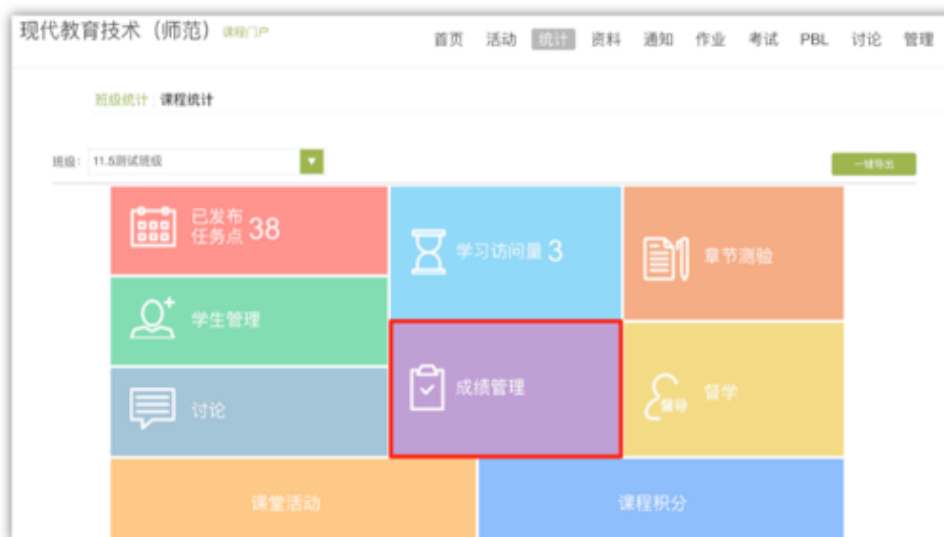 现代教育技术（师范） 课程门户
首页 活动 统计 资料 通知 作业 考试 PBL 讨论 管理
班级统计 | 课程统计
班级： 11.5测试班级
一键导出
已发布
任务点 38
学习访问量 3
章节测验
学生管理
成绩管理
督导
督学
讨论
课堂活动
课程积分